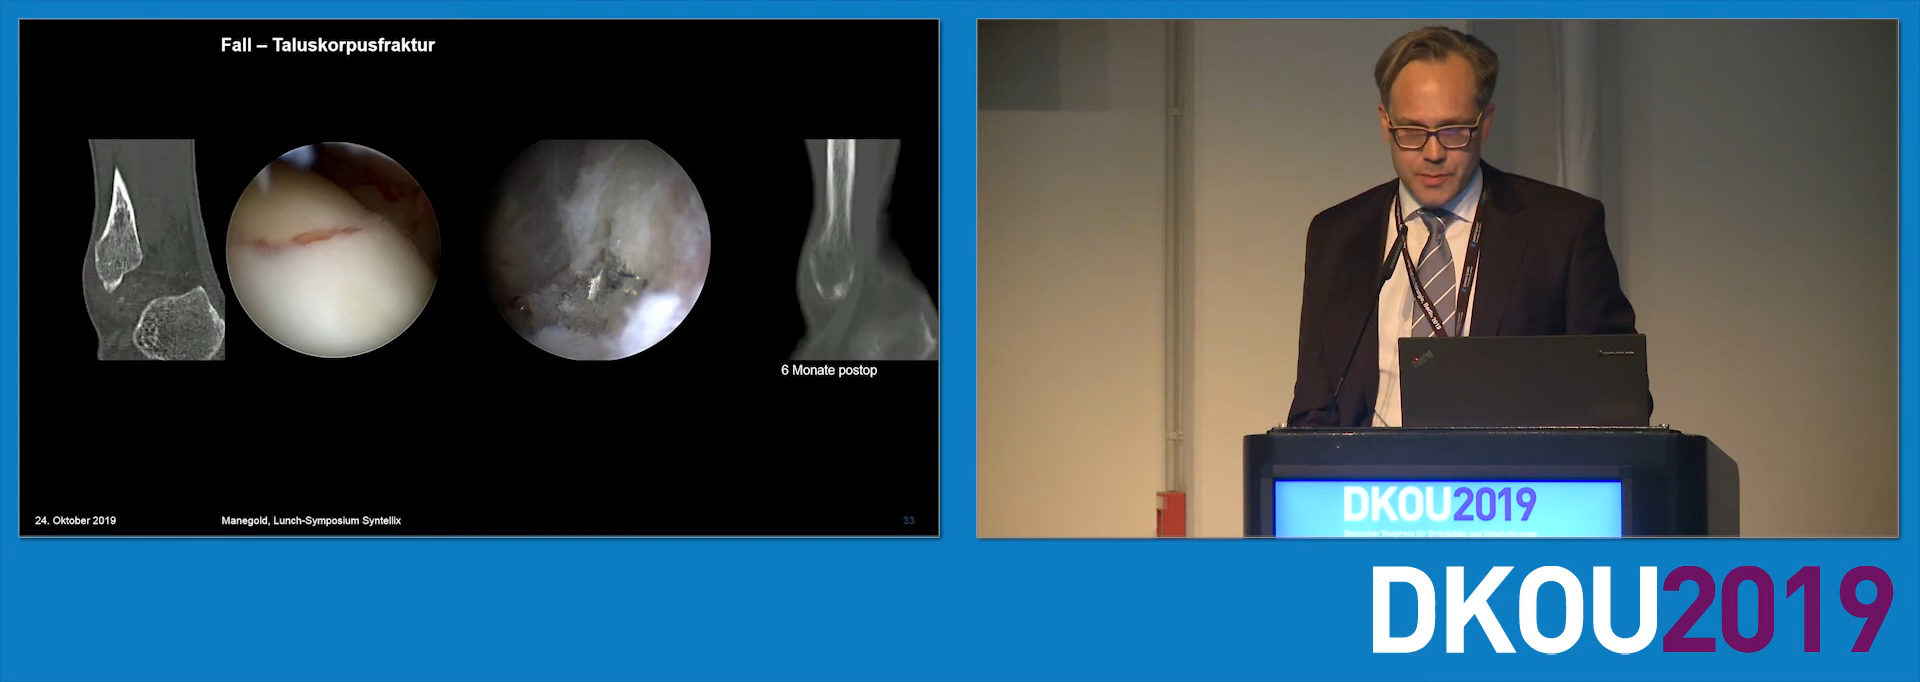 Fall – Taluskorpusfraktur
6 Monate postop
24. Oktober 2019
Manegold, Lunch-Symposium Syntellix
33
DKOU2019
DKOU2019